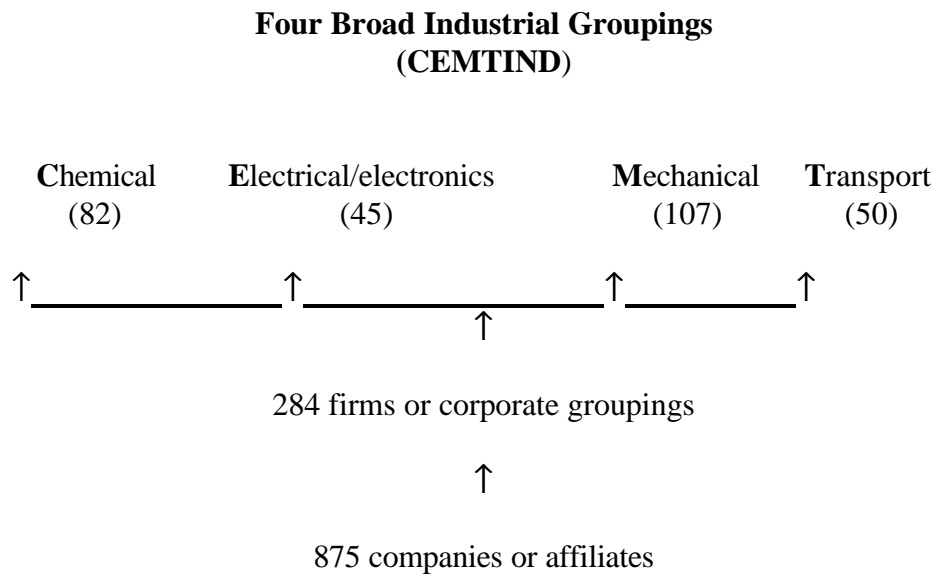 Four Broad Industrial Groupings
(CEMTIND)
Chemical Electrical/electronics Mechanical Transport
(82) (45) (107) (50)
↑ ↑ ↑ ↑
↑
284 firms or corporate groupings
↑
875 companies or affiliates